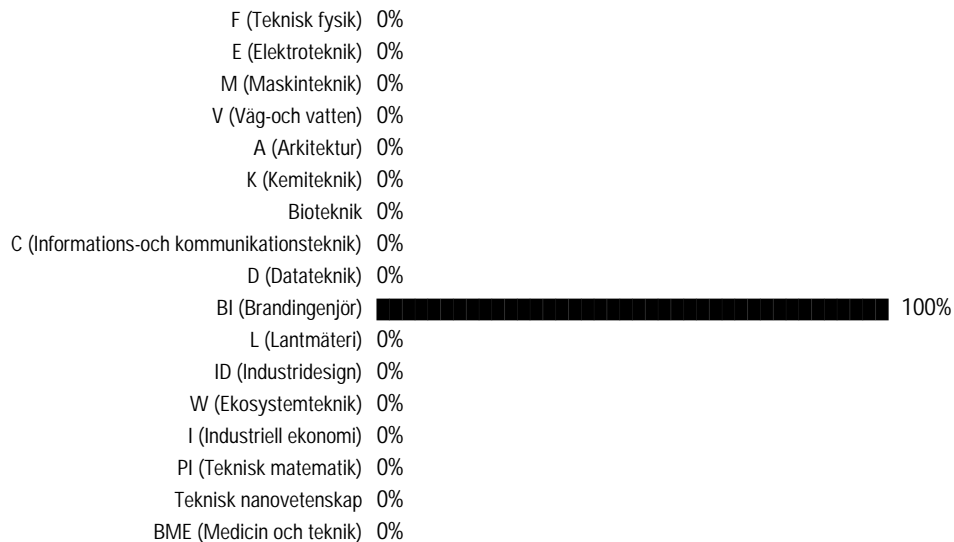 F (Teknisk fysik) 0%
E (Elektroteknik) 0%
M (Maskinteknik) 0%
V (Väg-och vatten) 0%
A (Arkitektur) 0%
K (Kemiteknik) 0%
Bioteknik 0%
C (Informations-och kommunikationsteknik) 0%
D (Datateknik) 0%
BI (Brandingenjör) 100%
L (Lantmäteri) 0%
ID (Industridesign) 0%
W (Ekosystemteknik) 0%
I (Industriell ekonomi) 0%
PI (Teknisk matematik) 0%
Teknisk nanovetenskap 0%
BME (Medicin och teknik) 0%